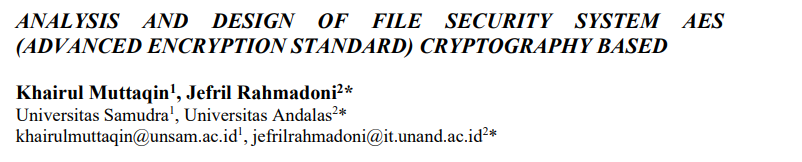 ANALYSIS AND DESIGN OF FILE SECURITY SYSTEM AES
(ADVANCED ENCRYPTION STANDARD) CRYPTOGRAPHY BASED
Khairul Muttaqin¹, Jefril Rahmadoni²*
Universitas Samudra¹, Universitas Andalas²*
khairulmuttaqin@unsam.ac.id¹, jefrilrahmadoni@it.unand.ac.id²*